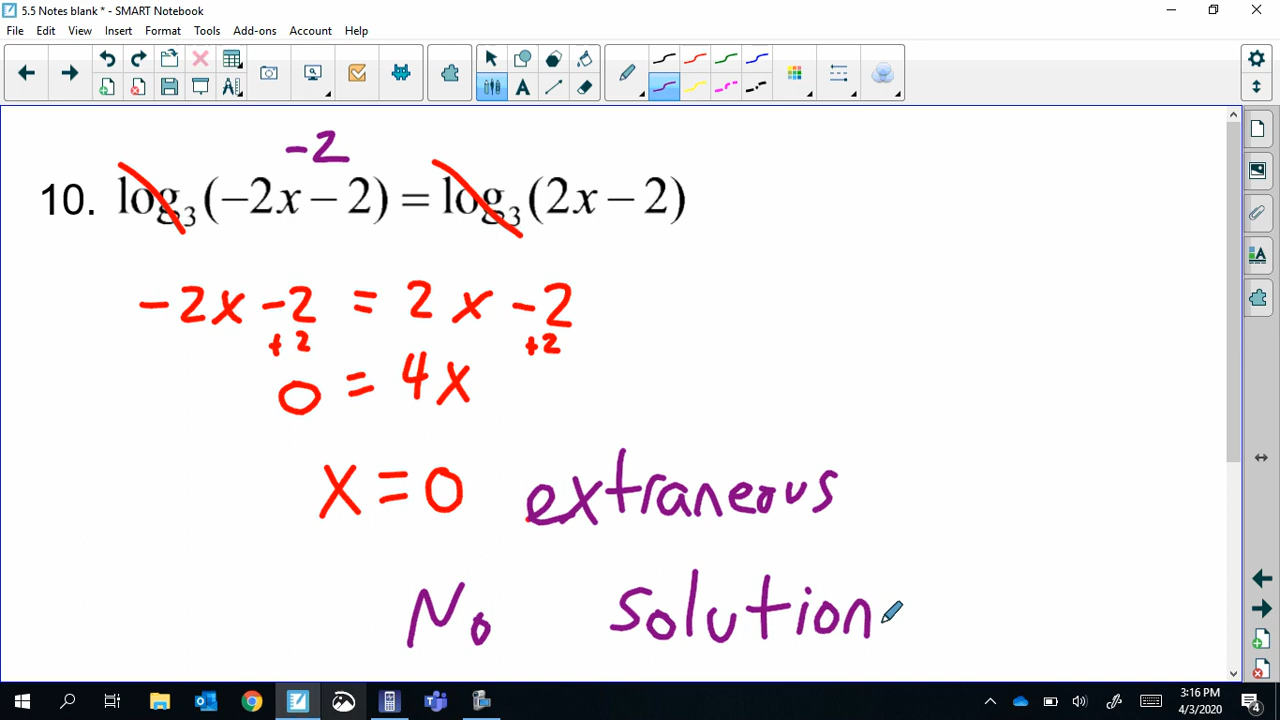 5.5 Notes blank * - SMART Notebook
File Edit View Insert Format Tools Add-ons Account Help
-2
10. log₃(−2x − 2) = log₃(2x − 2)
-2x -2 = 2x -2
+2 +2
0 = 4x
x = 0 extraneous
No solution
3:16 PM
4/3/2020
4